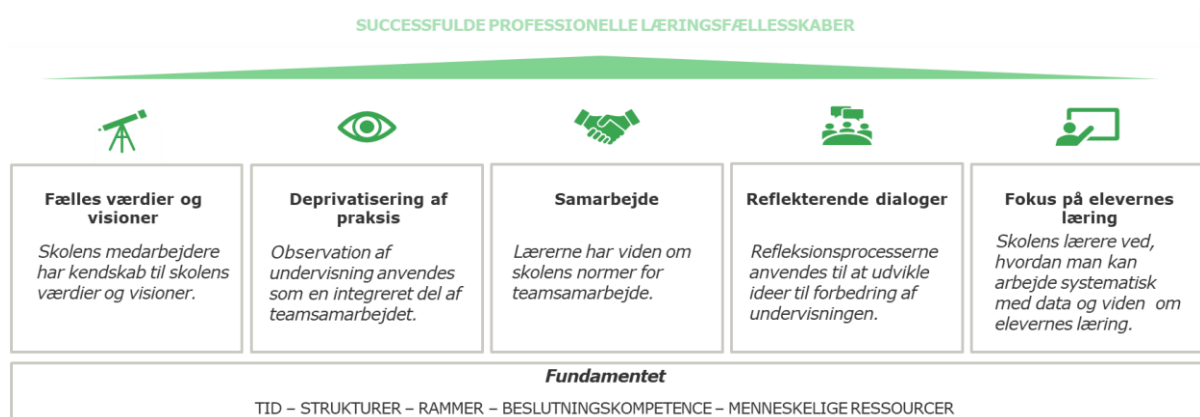 SUCCESSFULDE PROFESSIONELLE LÆRINGSFÆLLESSKABER
Fælles værdier og
visioner
Skolens medarbejdere
har kendskab til skolens
værdier og visioner.
Deprivatisering af
praksis
Observation af
undervisning anvendes
som en integreret del af
teamsamarbejdet.
Samarbejde
Lærerne har viden om
skolens normer for
teamsamarbejde.
Reflekterende dialoger
Refleksionsprocesserne
anvendes til at udvikle
ideer til forbedring af
undervisningen.
Fokus på elevernes
læring
Skolens lærere ved,
hvordan man kan
arbejde systematisk
med data og viden om
elevernes læring.
Fundamentet
TID – STRUKTURER – RAMMER – BESLUTNINGSKOMPETENCE – MENNESKELIGE RESSOURCER